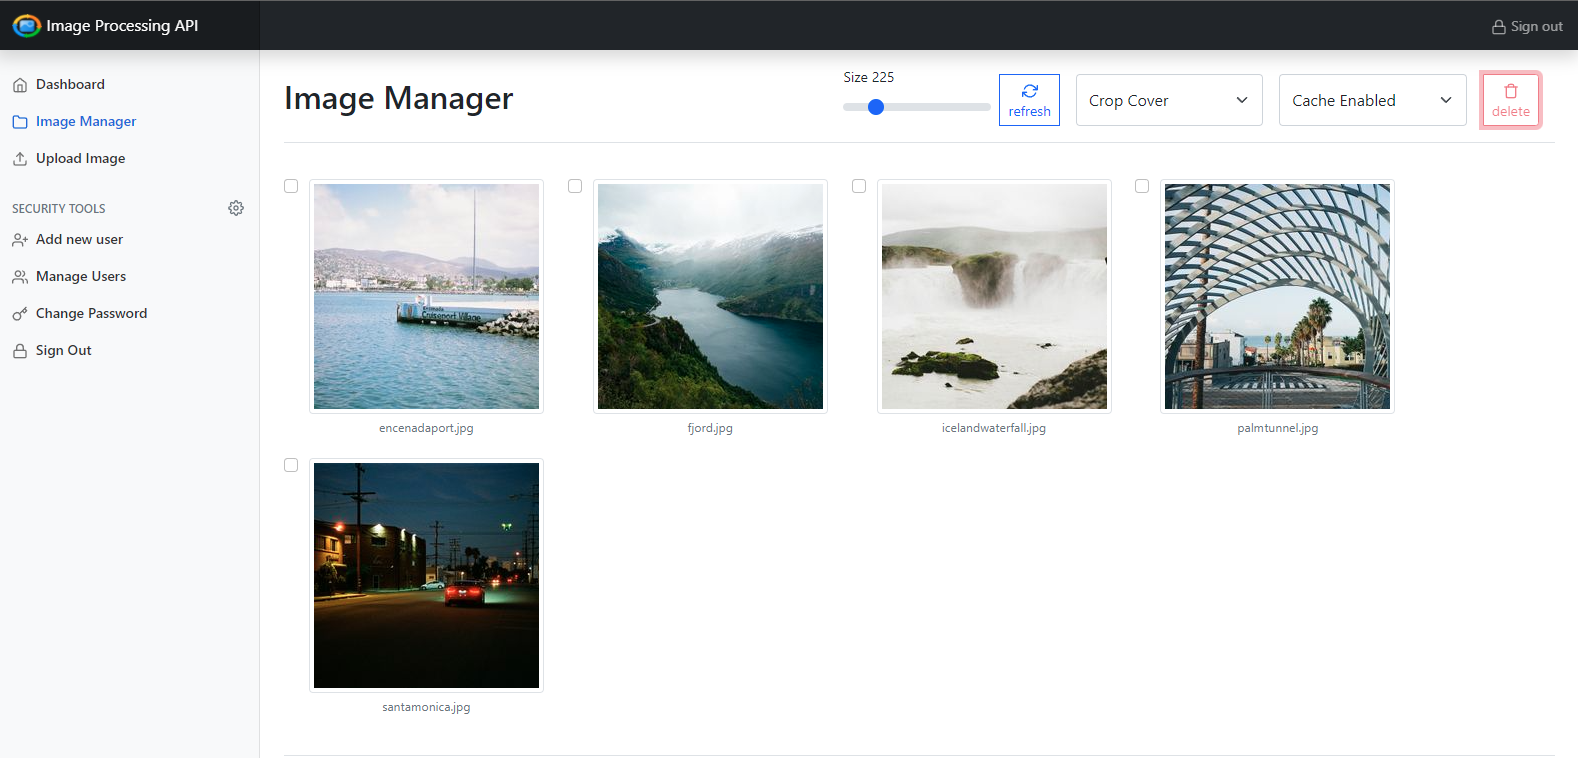 Image Processing API
Sign out
Dashboard
Image Manager
Upload Image
SECURITY TOOLS
Add new user
Manage Users
Change Password
Sign Out
Image Manager
Size 225
refresh
Crop Cover
Cache Enabled
delete
Ensenada
Cruiseport Village
encenadaport.jpg
fjord.jpg
icelandwaterfall.jpg
palmtunnel.jpg
santamonica.jpg